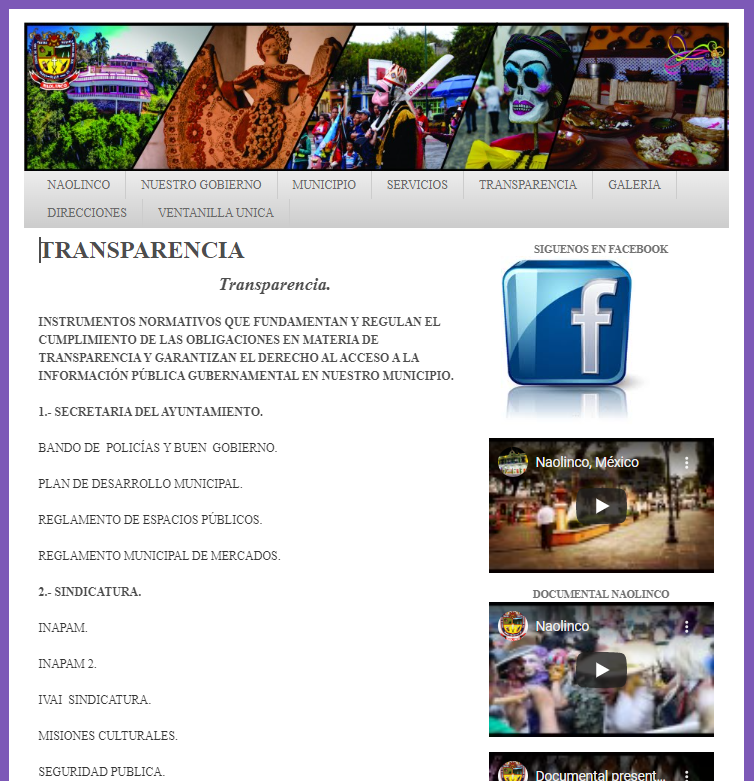 NAOLINCO
NAOLINCO NUESTRO GOBIERNO MUNICIPIO SERVICIOS TRANSPARENCIA GALERIA
DIRECCIONES VENTANILLA UNICA
TRANSPARENCIA
Transparencia.
INSTRUMENTOS NORMATIVOS QUE FUNDAMENTAN Y REGULAN EL
CUMPLIMIENTO DE LAS OBLIGACIONES EN MATERIA DE
TRANSPARENCIA Y GARANTIZAN EL DERECHO AL ACCESO A LA
INFORMACIÓN PÚBLICA GUBERNAMENTAL EN NUESTRO MUNICIPIO.
1.- SECRETARIA DEL AYUNTAMIENTO.
BANDO DE POLICÍAS Y BUEN GOBIERNO.
PLAN DE DESARROLLO MUNICIPAL.
REGLAMENTO DE ESPACIOS PÚBLICOS.
REGLAMENTO MUNICIPAL DE MERCADOS.
2.- SINDICATURA.
INAPAM.
INAPAM 2.
IVAI SINDICATURA.
MISIONES CULTURALES.
SEGURIDAD PUBLICA.
SIGUENOS EN FACEBOOK
f
Naolinco, México
DOCUMENTAL NAOLINCO
Naolinco
Documental present...